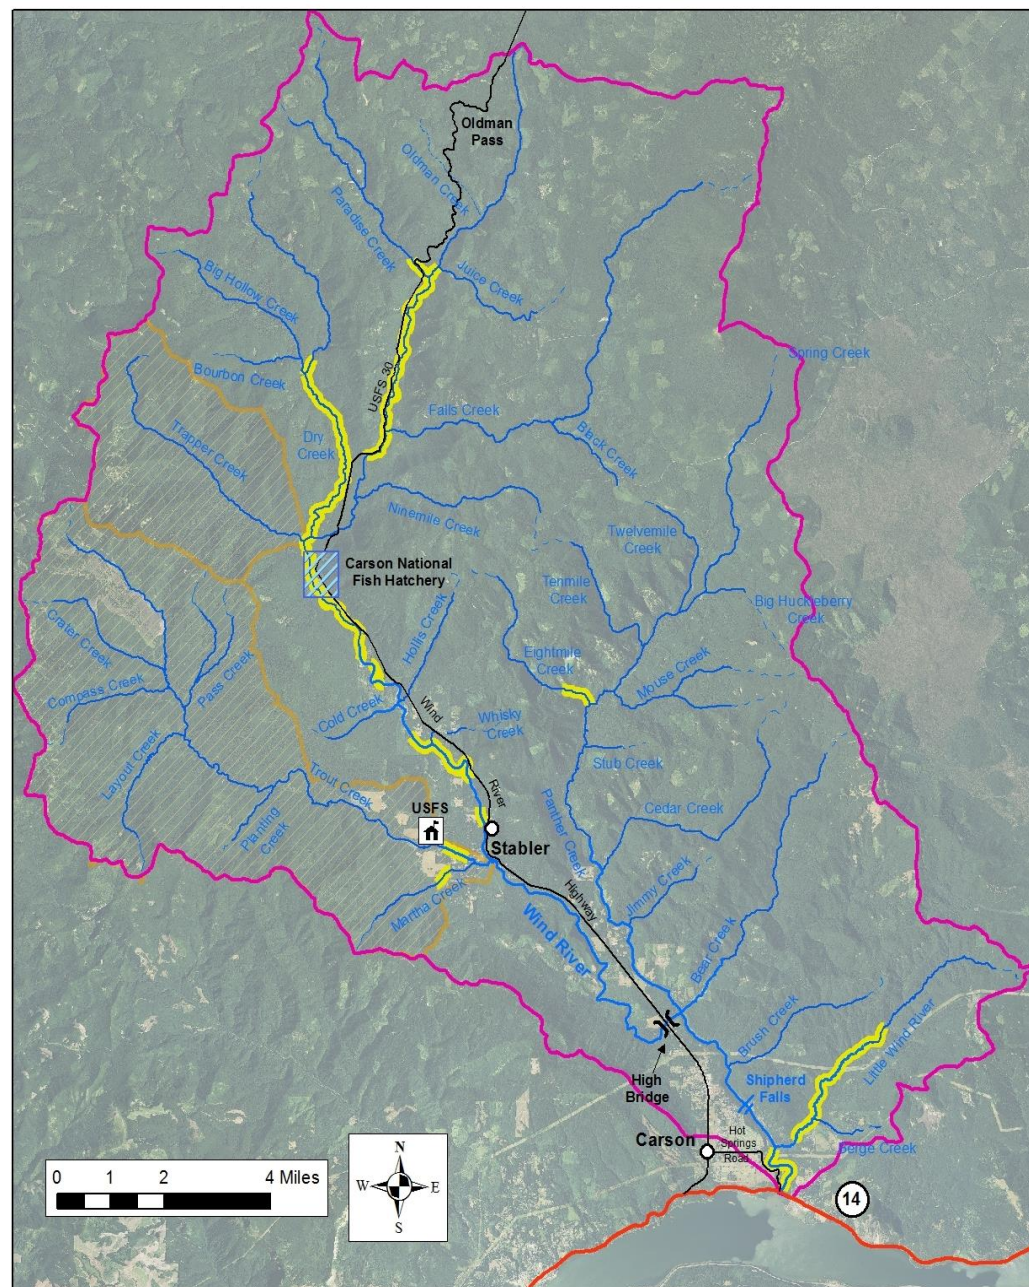 Oldman
Pass
Oldman Creek
Paradise Creek
Juice Creek
Big Hollow Creek
Spring Creek
Bourbon Creek
USFS 30
Falls Creek
Black Creek
Trapper Creek
Dry
Creek
Ninemile Creek
Twelvemile
Creek
Carson National
Fish Hatchery
Tenmile
Creek
Big Huckleberry
Creek
Hollis Creek
Crater Creek
Eightmile
Creek
Mouse Creek
Pass Creek
Compass Creek
Cold Creek
Wind
Whisky
Creek
Layout Creek
Stub Creek
Trout Creek
River
USFS
Cedar Creek
Panther Creek
Planting
Creek
Stabler
Jimmy Creek
Martha Creek
Highway
Wind River
Bear Creek
Brush Creek
Little Wind River
High
Bridge
Shipherd
Falls
Carson
Hot
Springs
Road
Serge Creek
N
W
E
S
0 1 2 4 Miles
14